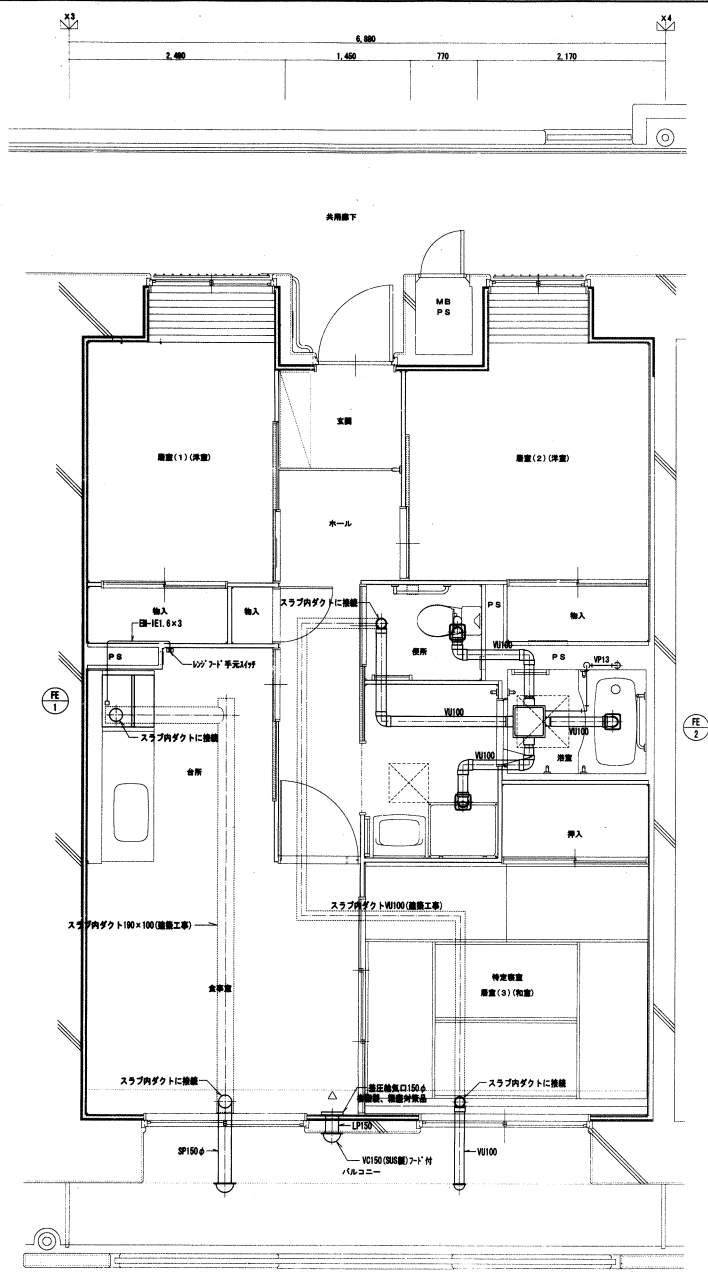 X3
X4
6,880
2,490
1,450
770
2,170
共用廊下
MB
PS
玄関
居室(1)(洋室)
居室(2)(洋室)
ホール
スラブ内ダクトに接続
物入
物入
PS
物入
EM-IE1.6×3
便所
VU100
PS
レンジフード手元スイッチ
PS
VP13
FE
1
スラブ内ダクトに接続
VU100
VU100
FE
2
台所
VU100
浴室
押入
スラブ内ダクトVU100(建築工事)
スラブ内ダクト190×100(建築工事)
特定寝室
居室(3)(和室)
食事室
スラブ内ダクトに接続
差圧給気口150φ
スラブ内ダクトに接続
LP150
SP150φ
VC150(SUS製)フード付
VU100
バルコニー